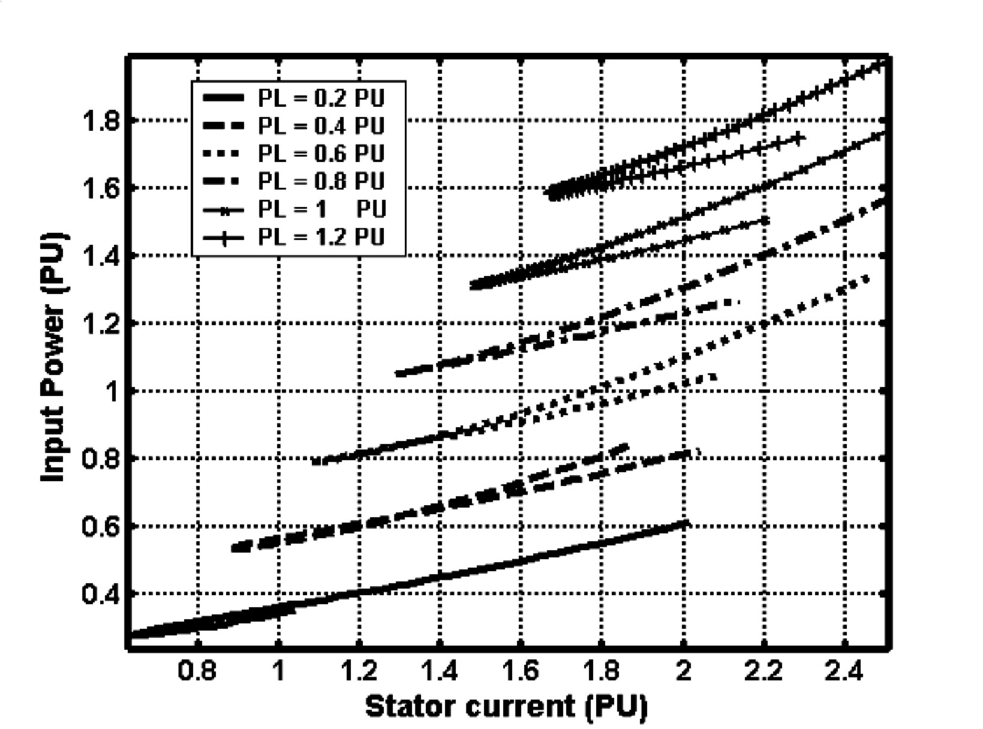 PL = 0.2 PU
PL = 0.4 PU
PL = 0.6 PU
PL = 0.8 PU
PL = 1 PU
PL = 1.2 PU
Input Power (PU)
1.8
1.6
1.4
1.2
1
0.8
0.6
0.4
0.8 1 1.2 1.4 1.6 1.8 2 2.2 2.4
Stator current (PU)